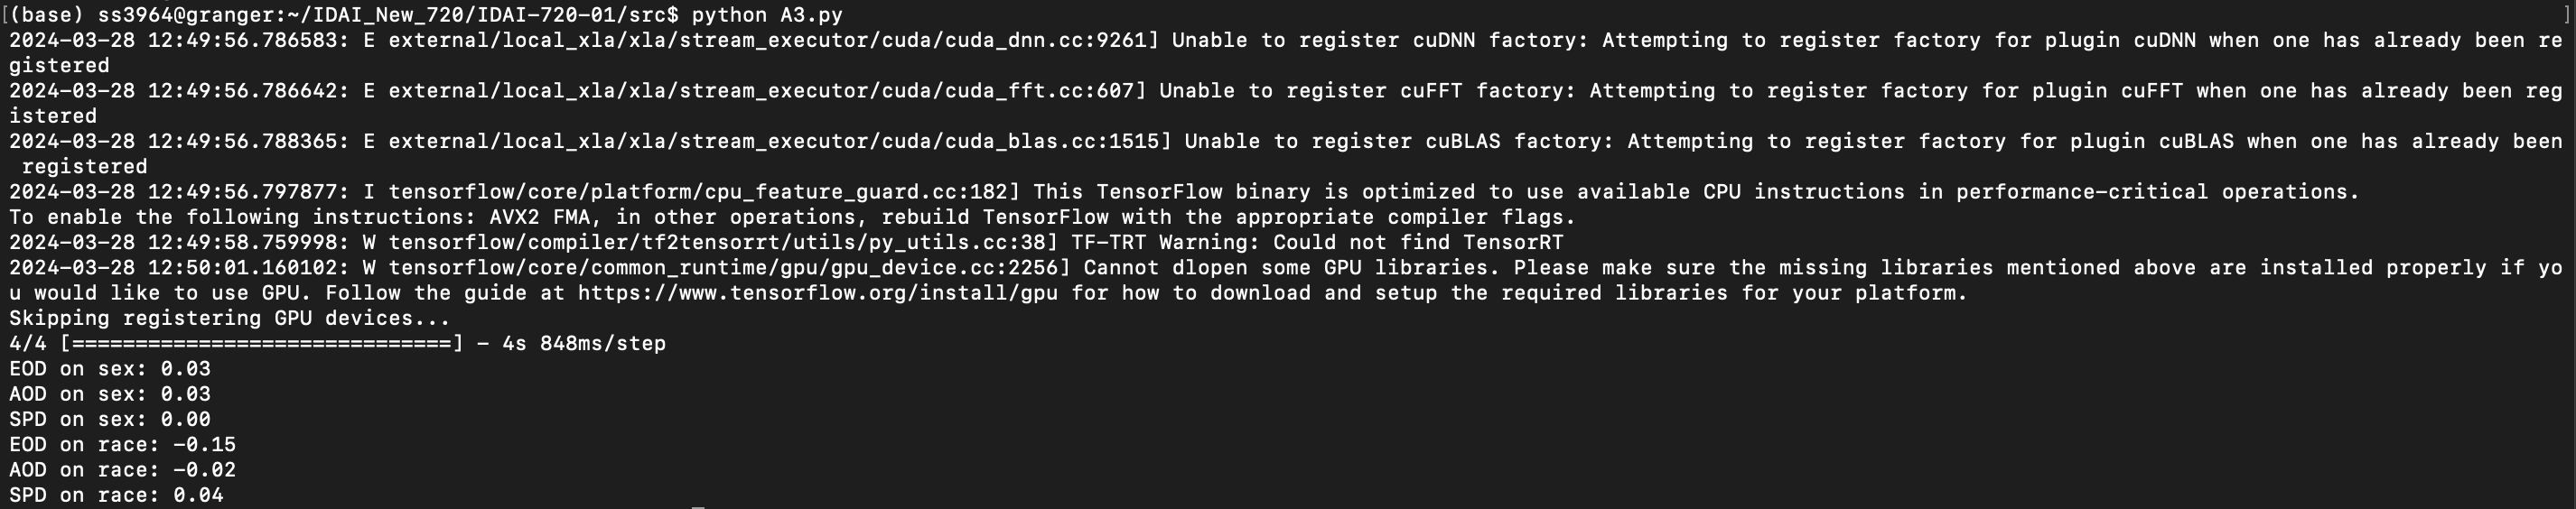 [(base) ss3964@granger:~/IDAI_New_720/IDAI-720-01/src$ python A3.py ]
2024-03-28 12:49:56.786583: E external/local_xla/xla/stream_executor/cuda/cuda_dnn.cc:9261] Unable to register cuDNN factory: Attempting to register factory for plugin cuDNN when one has already been re
gistered
2024-03-28 12:49:56.786642: E external/local_xla/xla/stream_executor/cuda/cuda_fft.cc:607] Unable to register cuFFT factory: Attempting to register factory for plugin cuFFT when one has already been reg
istered
2024-03-28 12:49:56.788365: E external/local_xla/xla/stream_executor/cuda/cuda_blas.cc:1515] Unable to register cuBLAS factory: Attempting to register factory for plugin cuBLAS when one has already been
 registered
2024-03-28 12:49:56.797877: I tensorflow/core/platform/cpu_feature_guard.cc:182] This TensorFlow binary is optimized to use available CPU instructions in performance-critical operations.
To enable the following instructions: AVX2 FMA, in other operations, rebuild TensorFlow with the appropriate compiler flags.
2024-03-28 12:49:58.759998: W tensorflow/compiler/tf2tensorrt/utils/py_utils.cc:38] TF-TRT Warning: Could not find TensorRT
2024-03-28 12:50:01.160102: W tensorflow/core/common_runtime/gpu/gpu_device.cc:2256] Cannot dlopen some GPU libraries. Please make sure the missing libraries mentioned above are installed properly if yo
u would like to use GPU. Follow the guide at https://www.tensorflow.org/install/gpu for how to download and setup the required libraries for your platform.
Skipping registering GPU devices...
4/4 [==============================] - 4s 848ms/step
EOD on sex: 0.03
AOD on sex: 0.03
SPD on sex: 0.00
EOD on race: -0.15
AOD on race: -0.02
SPD on race: 0.04